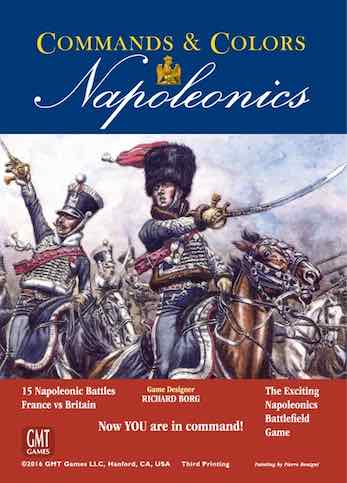 COMMANDS & COLORS
Napoleonics
15 Napoleonic Battles
France vs Britain
Game Designer
RICHARD BORG
The Exciting
Napoleonics
Battlefield
Game
Now YOU are in command!
GMT
GAMES
©2016 GMT Games LLC, Hanford, CA, USA Third Printing Painting by Pierre Benigni